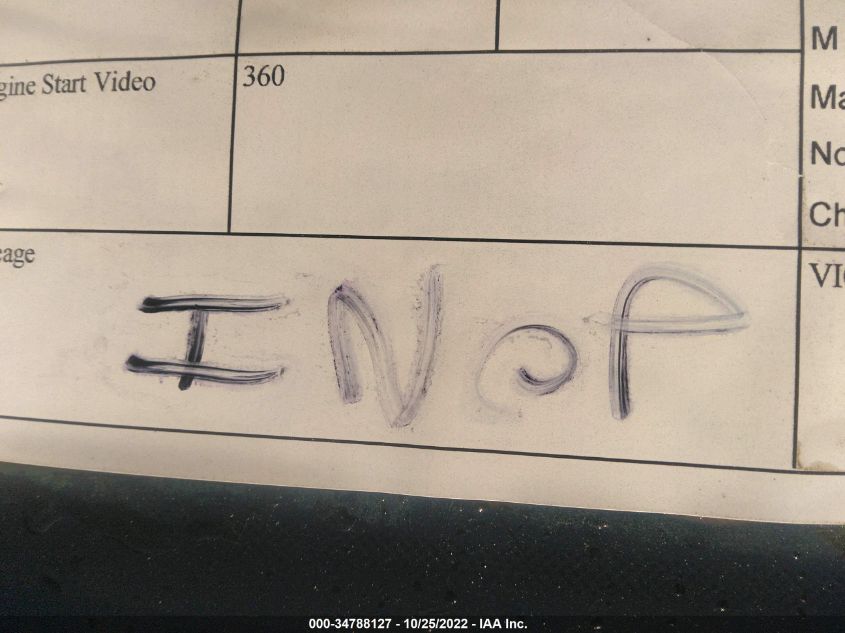 gine Start Video 360
eage INoP
M
Ma
No
Ch
VI
000-34788127 - 10/25/2022 - IAA Inc.